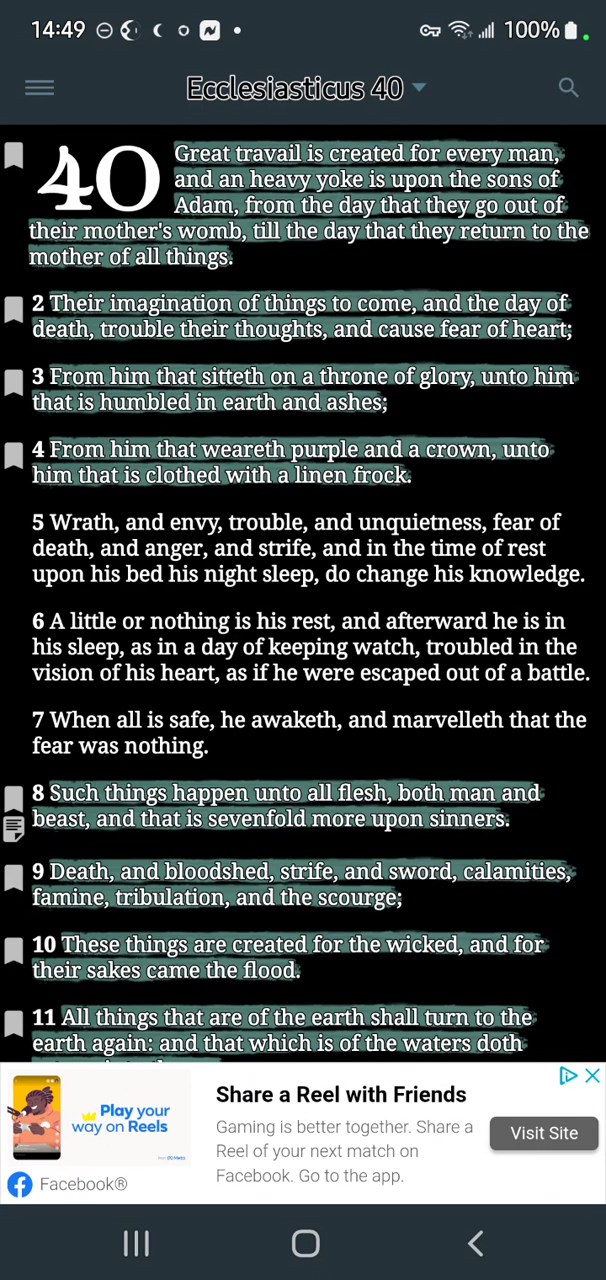 14:49
100%
Ecclesiasticus 40
40 Great travail is created for every man,
and an heavy yoke is upon the sons of
Adam, from the day that they go out of
their mother's womb, till the day that they return to the
mother of all things.
2 Their imagination of things to come, and the day of
death, trouble their thoughts, and cause fear of heart;
3 From him that sitteth on a throne of glory, unto him
that is humbled in earth and ashes;
4 From him that weareth purple and a crown, unto
him that is clothed with a linen frock.
5 Wrath, and envy, trouble, and unquietness, fear of
death, and anger, and strife, and in the time of rest
upon his bed his night sleep, do change his knowledge.
6 A little or nothing is his rest, and afterward he is in
his sleep, as in a day of keeping watch, troubled in the
vision of his heart, as if he were escaped out of a battle.
7 When all is safe, he awaketh, and marvelleth that the
fear was nothing.
8 Such things happen unto all flesh, both man and
beast, and that is sevenfold more upon sinners.
9 Death, and bloodshed, strife, and sword, calamities,
famine, tribulation, and the scourge;
10 These things are created for the wicked, and for
their sakes came the flood.
11 All things that are of the earth shall turn to the
earth again: and that which is of the waters doth
Play your
way on Reels
from Meta
Facebook®
Share a Reel with Friends
Gaming is better together. Share a
Reel of your next match on
Facebook. Go to the app.
Visit Site